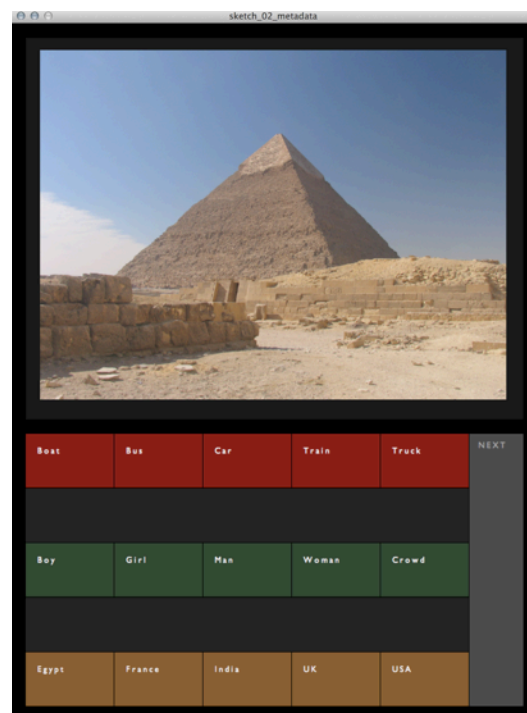 sketch_02_metadata
Boat Bus Car Train Truck NEXT
Boy Girl Man Woman Crowd
Egypt France India UK USA